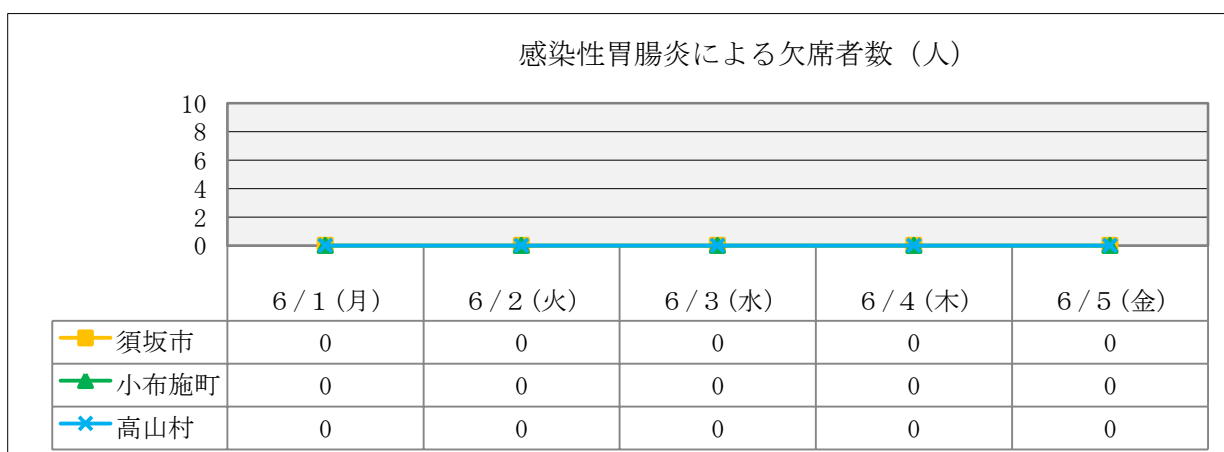 感染性胃腸炎による欠席者数（人）
10
8
6
4
2
0
６/１(月) ６/２(火) ６/３(水) ６/４(木) ６/５(金)
須坂市 0 0 0 0 0
小布施町 0 0 0 0 0
高山村 0 0 0 0 0